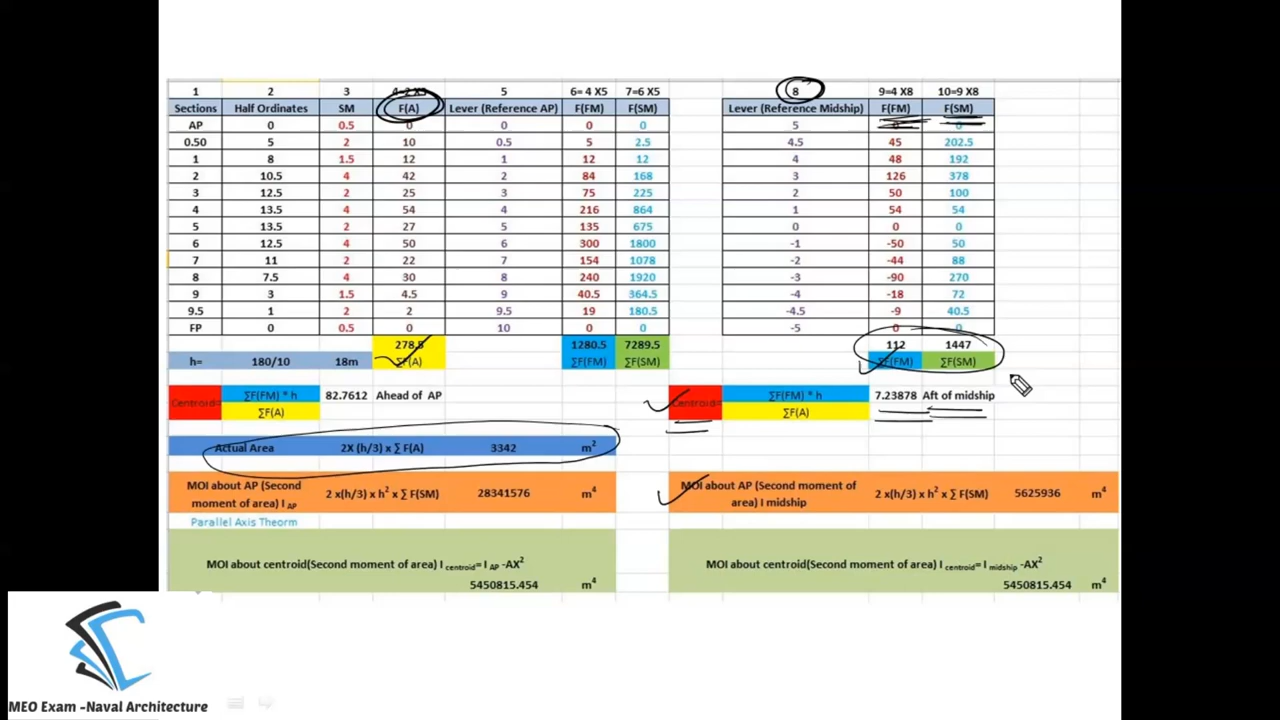 1 2 3 4=2 X3 5 6= 4 X5 7=6 X5 8 9=4 X8 10=9 X8
Sections Half Ordinates SM F(A) Lever (Reference AP) F(FM) F(SM) Lever (Reference Midship) F(FM) F(SM)
AP 0 0.5 0 0 0 0 5 0 0
0.50 5 2 10 0.5 5 2.5 4.5 45 202.5
1 8 1.5 12 1 12 12 4 48 192
2 10.5 4 42 2 84 168 3 126 378
3 12.5 2 25 3 75 225 2 50 100
4 13.5 4 54 4 216 864 1 54 54
5 13.5 2 27 5 135 675 0 0 0
6 12.5 4 50 6 300 1800 -1 -50 50
7 11 2 22 7 154 1078 -2 -44 88
8 7.5 4 30 8 240 1920 -3 -90 270
9 3 1.5 4.5 9 40.5 364.5 -4 -18 72
9.5 1 2 2 9.5 19 180.5 -4.5 -9 40.5
FP 0 0.5 0 10 0 0 -5 0 0
278.5 1280.5 7289.5 112 1447
h= 180/10 18m ∑F(A) ∑F(FM) ∑F(SM) ∑F(FM) ∑F(SM)
Centroid= ∑F(FM) * h 82.7612 Ahead of AP Centroid= ∑F(FM) * h 7.23878 Aft of midship
∑F(A) ∑F(A)
Actual Area 2X (h/3) x ∑ F(A) 3342 m²
MOI about AP (Second moment of area) I AP 2 x(h/3) x h² x ∑ F(SM) 28341576 m⁴ MOI about AP (Second moment of area) I midship 2 x(h/3) x h² x ∑ F(SM) 5625936 m⁴
Parallel Axis Theorm
MOI about centroid(Second moment of area) I centroid= I AP -AX² MOI about centroid(Second moment of area) I centroid= I midship -AX²
5450815.454 m⁴ 5450815.454 m⁴
MEO Exam -Naval Architecture